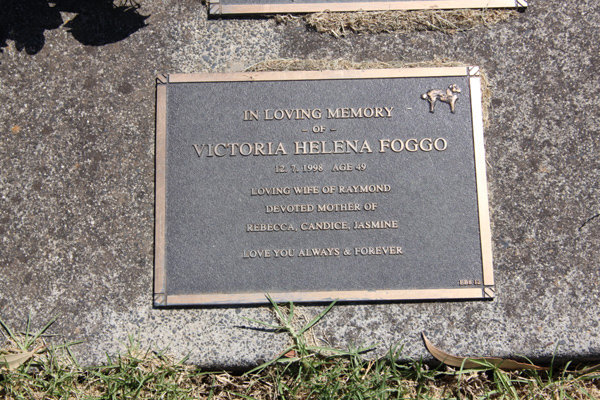 IN LOVING MEMORY
– OF –
VICTORIA HELENA FOGGO
12. 7. 1998 AGE 49
LOVING WIFE OF RAYMOND
DEVOTED MOTHER OF
REBECCA, CANDICE, JASMINE
LOVE YOU ALWAYS & FOREVER